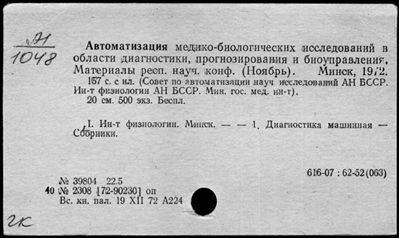 А1
1048
Автоматизация медико-биологических исследований в
области диагностики, прогнозирования и биоуправления.
Материалы респ. науч. конф. (Ноябрь). Минск, 1972.
157 с. с ил. (Совет по автоматизации науч. исследований АН БССР.
Ин-т физиологии АН БССР. Мин. гос. мед. ин-т).
20 см. 500 экз. Беспл.
I. Ин-т физиологии. Минск. — — 1. Диагностика машинная —
Сборники.
616-07 : 62-52(063)
№ 39804 22.5
40 № 2308 [72-90230] оп
Вс. кн. пал. 19 XII 72 А224
гк